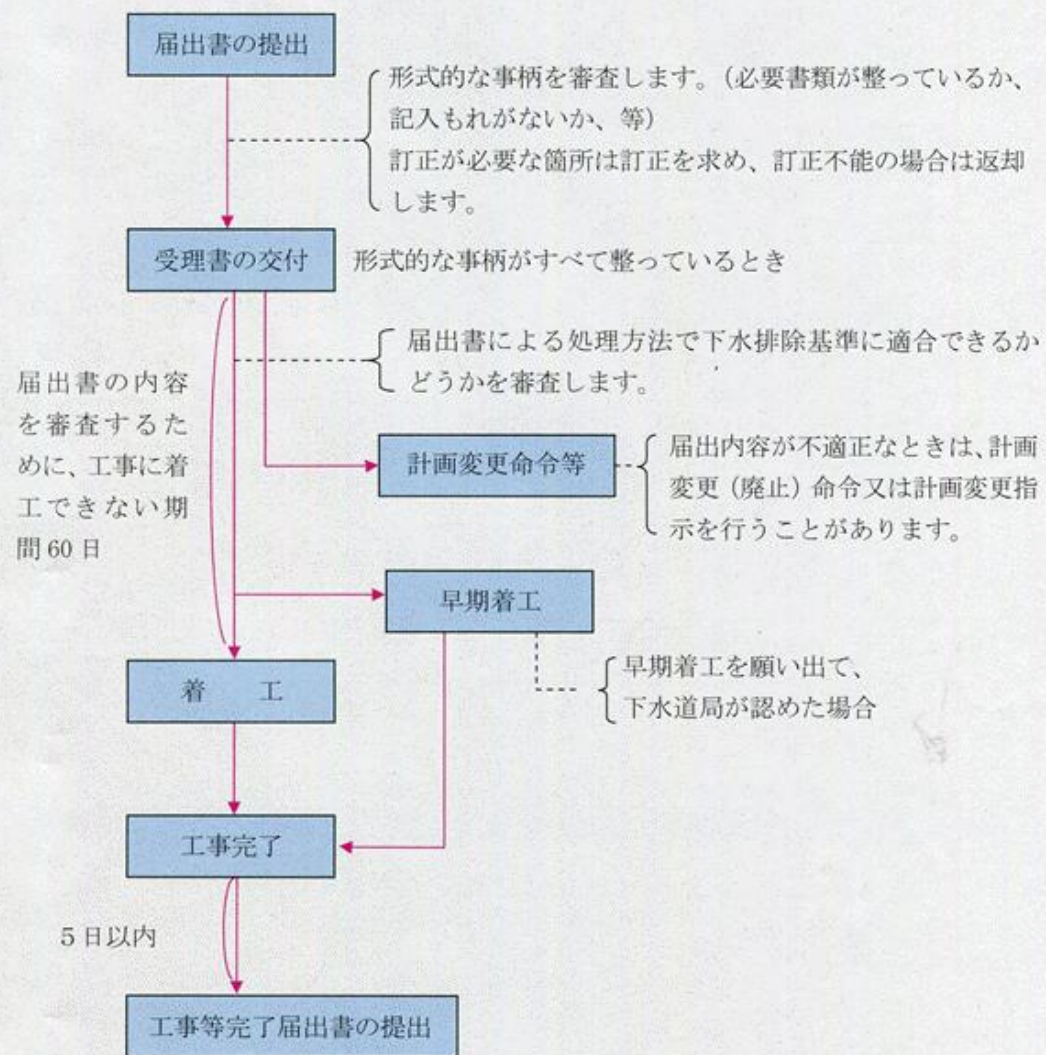 届出書の提出
形式的な事柄を審査します。（必要書類が整っているか、
記入もれがないか、等）
訂正が必要な箇所は訂正を求め、訂正不能の場合は返却
します。
受理書の交付
形式的な事柄がすべて整っているとき
届出書による処理方法で下水排除基準に適合できるか
どうかを審査します。
届出書の内容
を審査するた
めに、工事に着
工できない期
間60日
計画変更命令等
届出内容が不適正なときは、計画
変更（廃止）命令又は計画変更指
示を行うことがあります。
早期着工
早期着工を願い出て、
下水道局が認めた場合
着　工
工事完了
5日以内
工事等完了届出書の提出